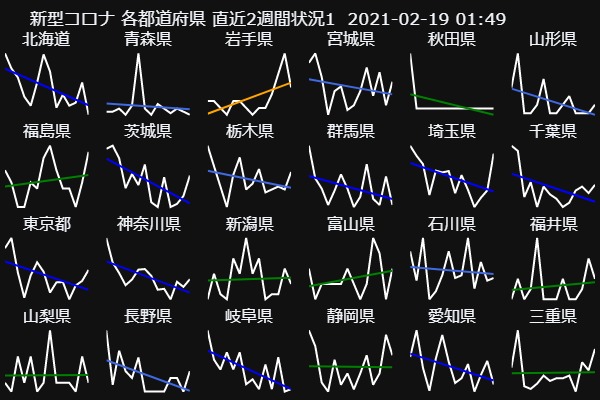 新型コロナ 各都道府県 直近2週間状況1 2021-02-19 01:49
北海道 青森県 岩手県 宮城県 秋田県 山形県
福島県 茨城県 栃木県 群馬県 埼玉県 千葉県
東京都 神奈川県 新潟県 富山県 石川県 福井県
山梨県 長野県 岐阜県 静岡県 愛知県 三重県